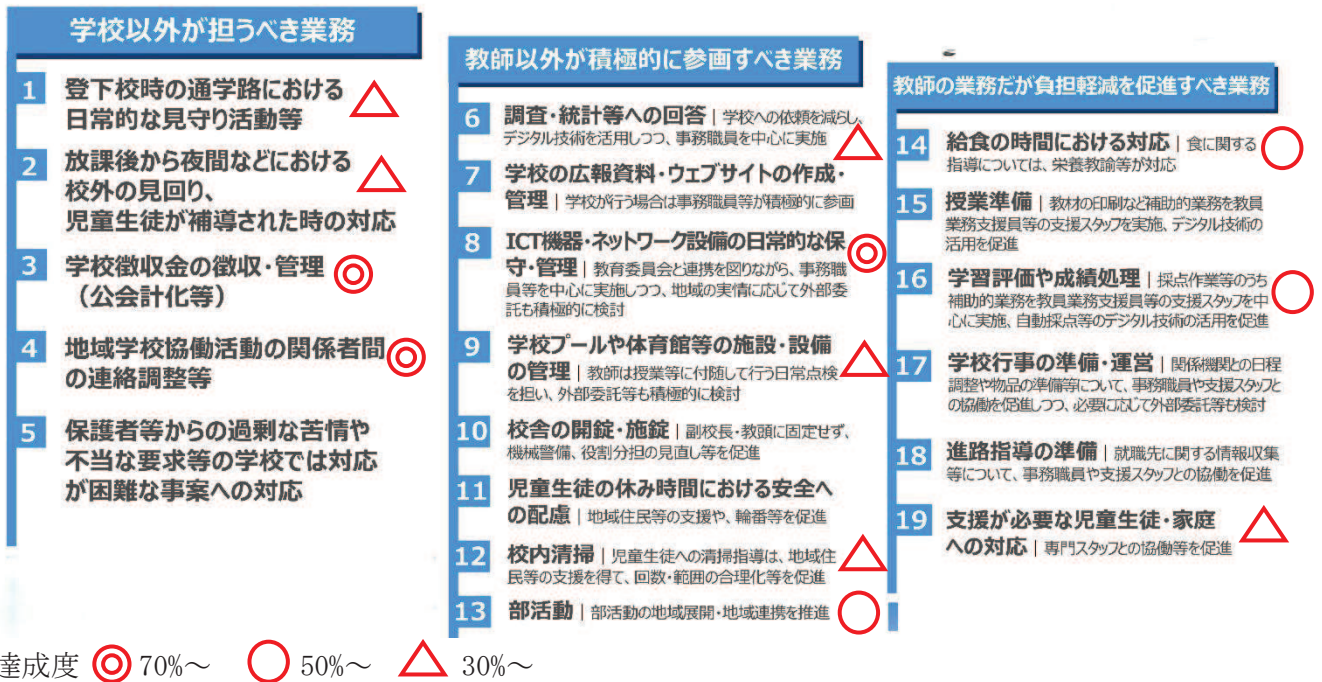 学校以外が担うべき業務
1 登下校時の通学路における
日常的な見守り活動等
2 放課後から夜間などにおける
校外の見回り、
児童生徒が補導された時の対応
3 学校徴収金の徴収・管理
（公会計化等）
4 地域学校協働活動の関係者間
の連絡調整等
5 保護者等からの過剰な苦情や
不当な要求等の学校では対応
が困難な事案への対応
教師以外が積極的に参画すべき業務
6 調査・統計等への回答｜学校への依頼を減らし、
デジタル技術を活用しつつ、事務職員を中心に実施
7 学校の広報資料・ウェブサイトの作成・
管理｜学校が行う場合は事務職員等が積極的に参画
8 ICT機器・ネットワーク設備の日常的な保
守・管理｜教育委員会と連携を図りながら、事務職
員等を中心に実施しつつ、地域の実情に応じて外部委
託も積極的に検討
9 学校プールや体育館等の施設・設備
の管理｜教師は授業等に付随して行う日常点検
を担い、外部委託等も積極的に検討
10 校舎の開錠・施錠｜副校長・教頭に固定せず、
機械警備、役割分担の見直し等を促進
11 児童生徒の休み時間における安全へ
の配慮｜地域住民等の支援や、輪番等を促進
12 校内清掃｜児童生徒への清掃指導は、地域住
民等の支援を得て、回数・範囲の合理化等を促進
13 部活動｜部活動の地域展開・地域連携を推進
教師の業務だが負担軽減を促進すべき業務
14 給食の時間における対応｜食に関する
指導については、栄養教諭等が対応
15 授業準備｜教材の印刷など補助的業務を教員
業務支援員等の支援スタッフを実施、デジタル技術の
活用を促進
16 学習評価や成績処理｜採点作業等のうち
補助的業務を教員業務支援員等の支援スタッフを中
心に実施、自動採点等のデジタル技術の活用を促進
17 学校行事の準備・運営｜関係機関との日程
調整や物品の準備等について、事務職員や支援スタッフと
の協働を促進しつつ、必要に応じて外部委託等も検討
18 進路指導の準備｜就職先に関する情報収集
等について、事務職員や支援スタッフとの協働を促進
19 支援が必要な児童生徒・家庭
への対応｜専門スタッフとの協働等を促進
達成度 ◎ 70%～ ○ 50%～ △ 30%～